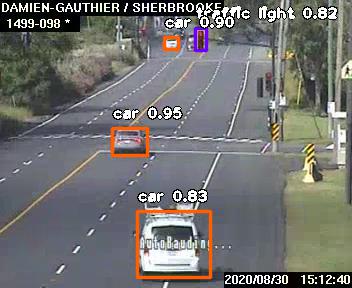 DAMIEN-GAUTHIER / SHERBROOKE
traffic light 0.82
1499-098 *
car 0.90
car 0.95
car 0.83
AutoBauding...
2020/08/30 15:12:40